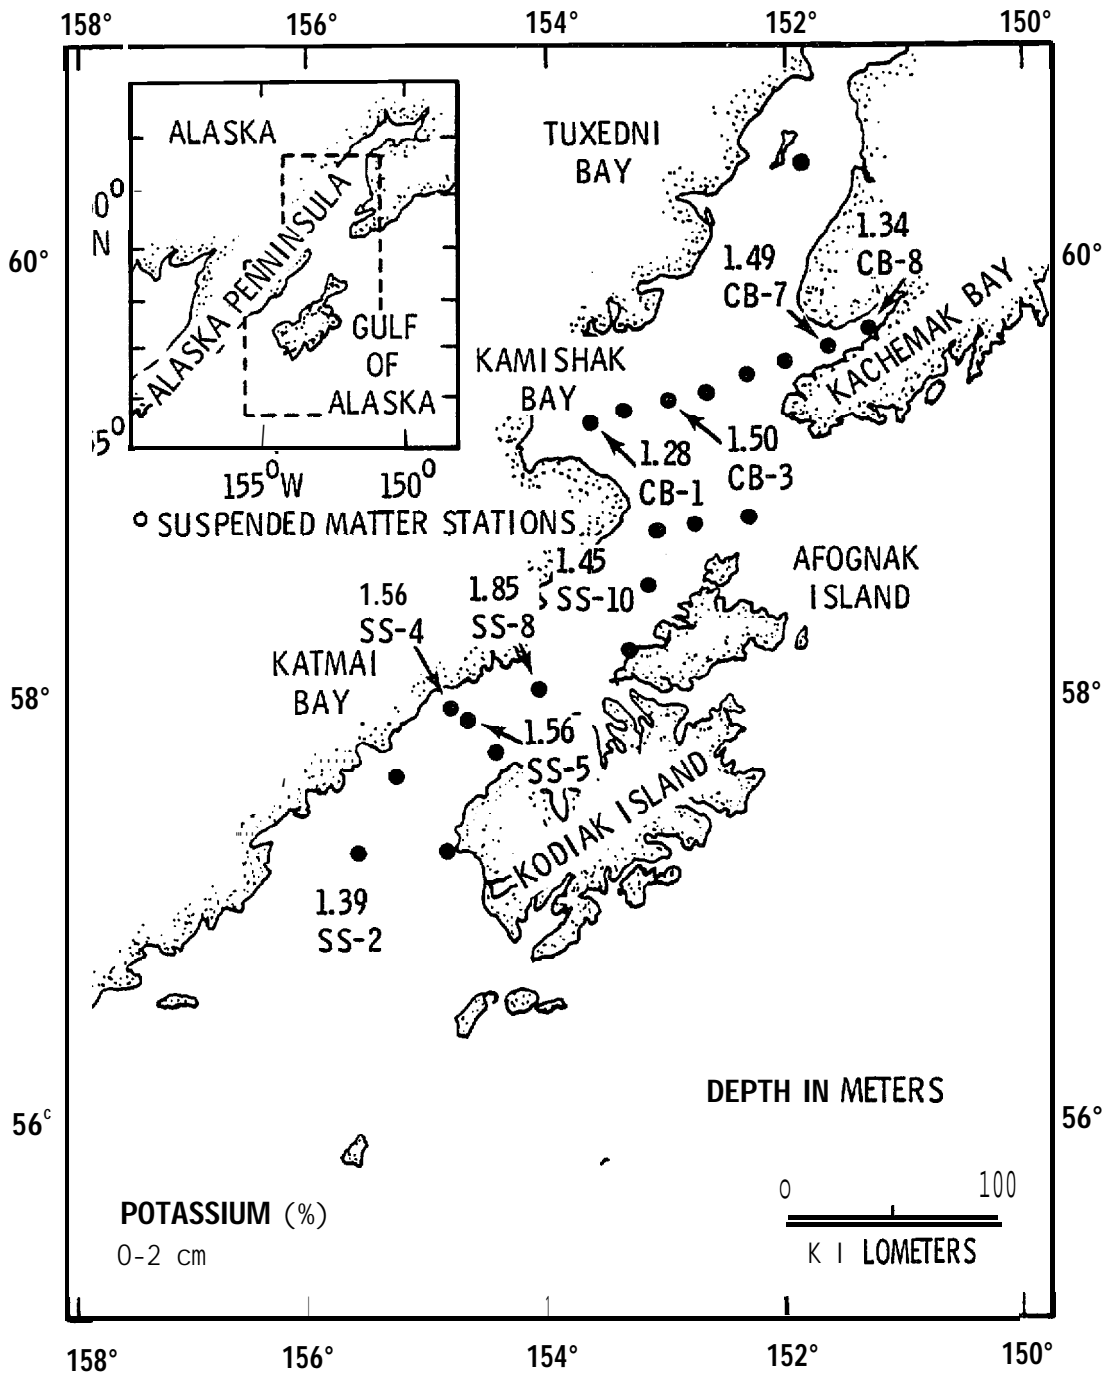 158° 156° 154° 152° 150°
ALASKA
TUXEDNI
BAY
0°
N
ALASKA PENNINSULA
GULF
OF
ALASKA
5°
155°W 150°
O SUSPENDED MATTER STATIONS
60°
60°
1.34
CB-8
1.49
CB-7
KACHEMAK BAY
KAMISHAK
BAY
1.50
CB-3
1.28
CB-1
1.45
SS-10
AFOGNAK
ISLAND
1.56
SS-4
1.85
SS-8
KATMAI
BAY
58°
58°
1.56
SS-5
KODIAK ISLAND
1.39
SS-2
DEPTH IN METERS
56c
56°
POTASSIUM (%)
0-2 cm
0 100
KI LOMETERS
158° 156° 154° 152° 150°